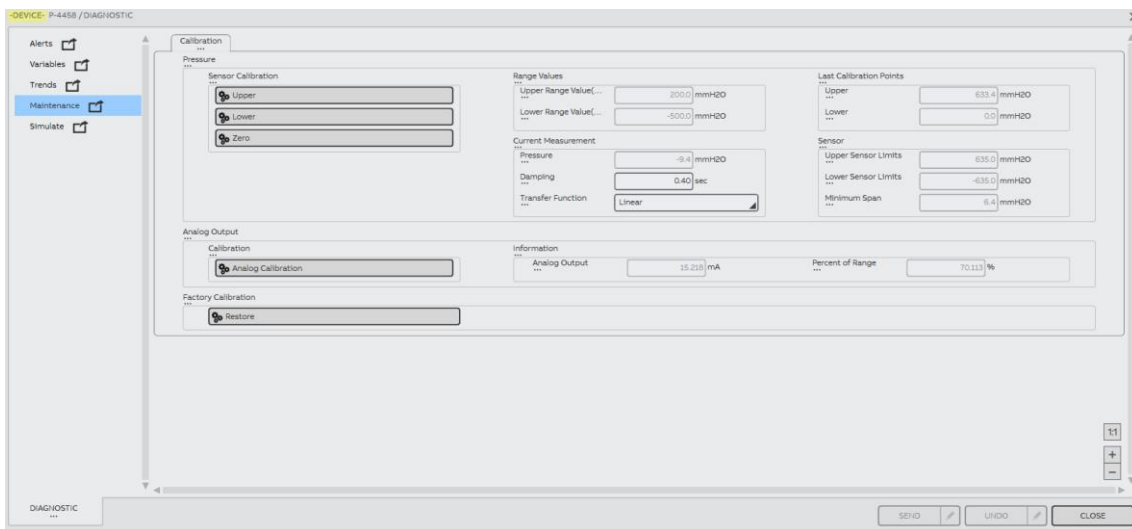 -DEVICE- P-4458 / DIAGNOSTIC
Alerts
Variables
Trends
Maintenance
Simulate
Calibration
...
Pressure
...
Sensor Calibration
...
Upper
Lower
Zero
Range Values
...
Upper Range Value(... 200.0 mmH2O
...
Lower Range Value(... -500.0 mmH2O
...
Current Measurement
...
Pressure -9.4 mmH2O
...
Damping 0.40 sec
...
Transfer Function Linear
...
Last Calibration Points
...
Upper 633.4 mmH2O
...
Lower 0.0 mmH2O
...
Sensor
...
Upper Sensor Limits 635.0 mmH2O
...
Lower Sensor Limits -635.0 mmH2O
...
Minimum Span 6.4 mmH2O
...
Analog Output
...
Calibration
...
Analog Calibration
Information
...
Analog Output 15.218 mA
...
Percent of Range 70.113 %
...
Factory Calibration
...
Restore
1:1
+
−
DIAGNOSTIC
...
SEND UNDO CLOSE